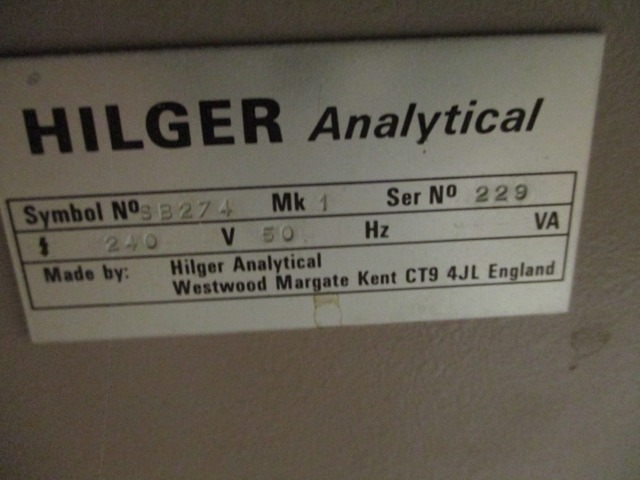 HILGER Analytical
Symbol Nº SB274 Mk 1 Ser Nº 229
240 V 50 Hz VA
Made by: Hilger Analytical
Westwood Margate Kent CT9 4JL England